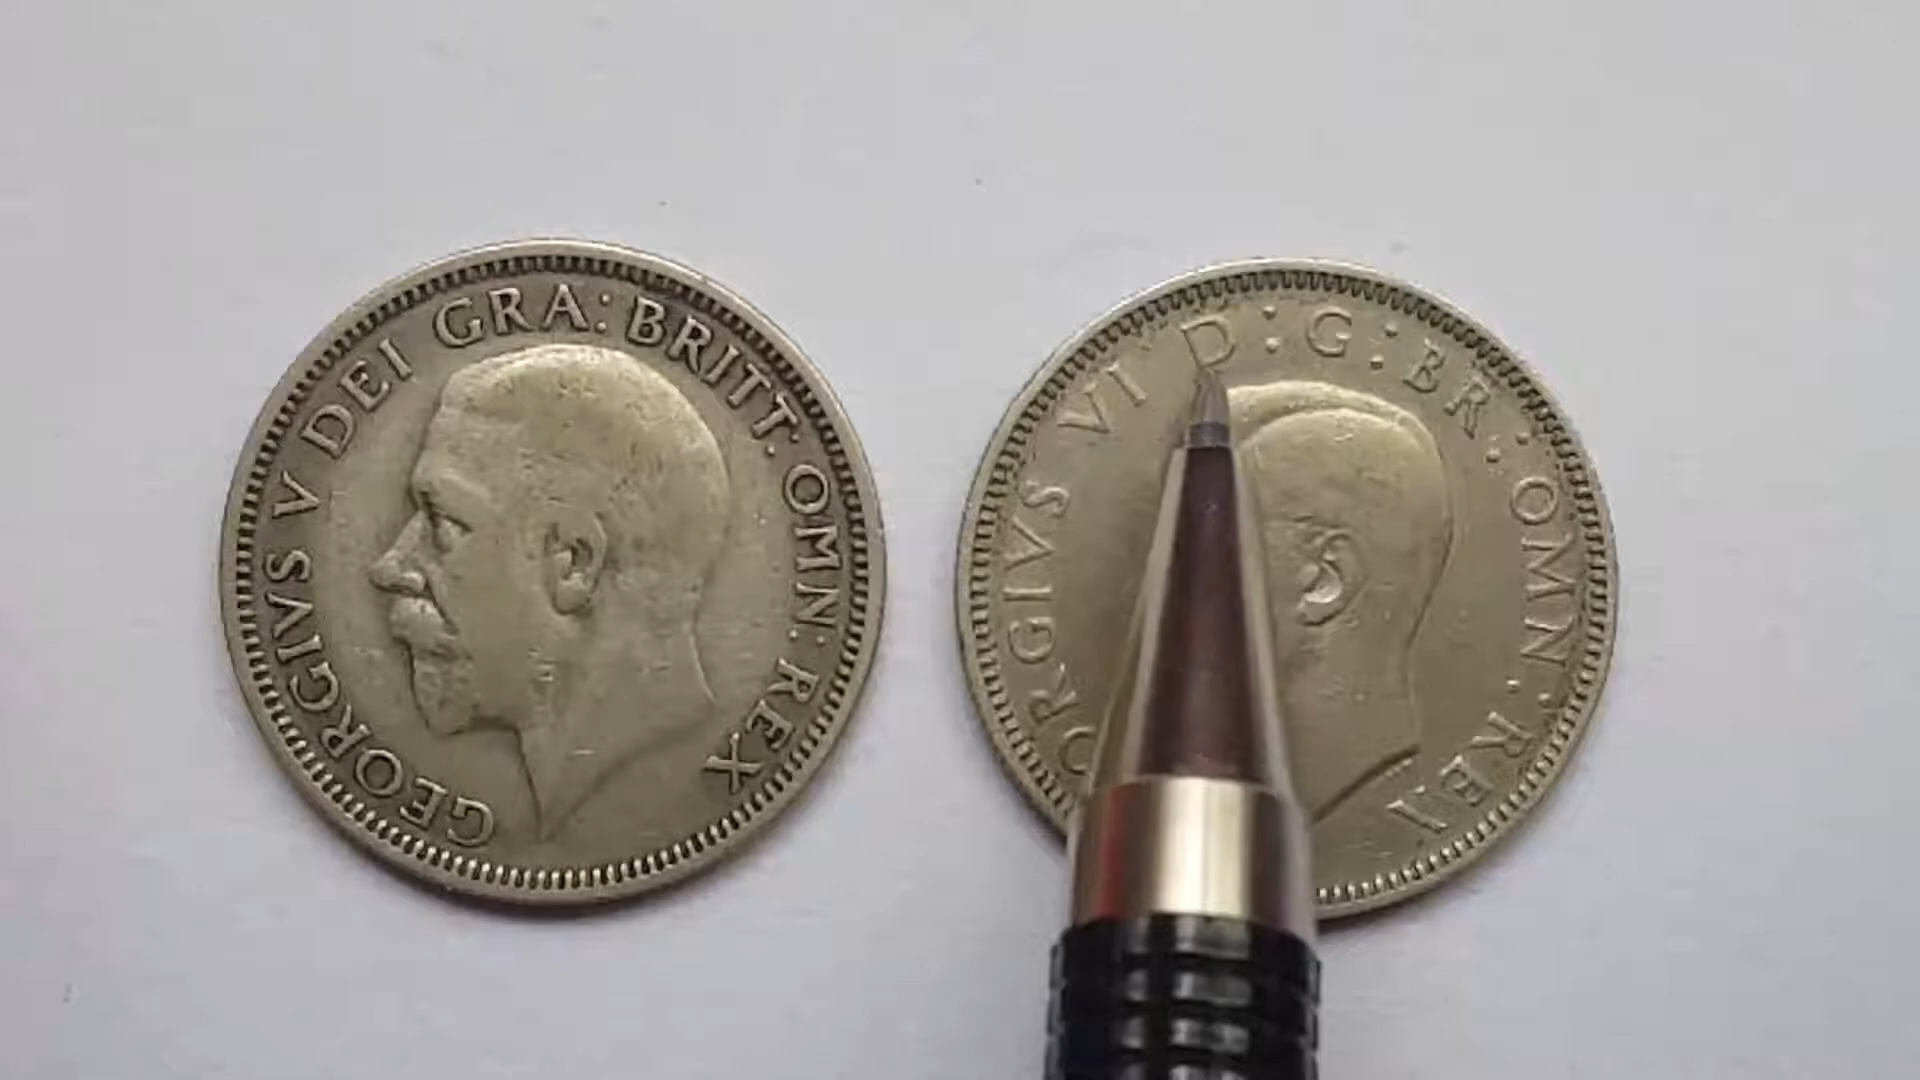 GEORGIVS V DEI GRA: BRITT: OMN: REX
ORGIVS VI D: G: BR: OMN: REX